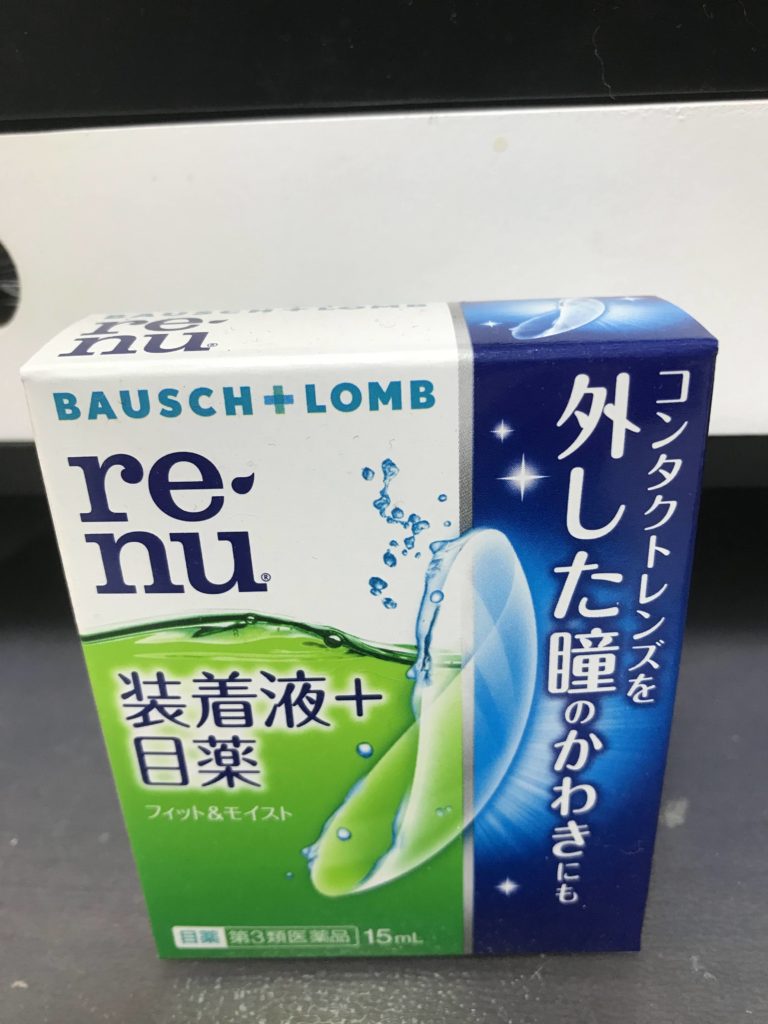 BAUSCH + LOMB
re
nu®
BAUSCH + LOMB
re
nu®
装着液+
目薬
フィット&モイスト
目薬 第3類医薬品 15mL
コンタクトレンズを
外した瞳のかわきにも